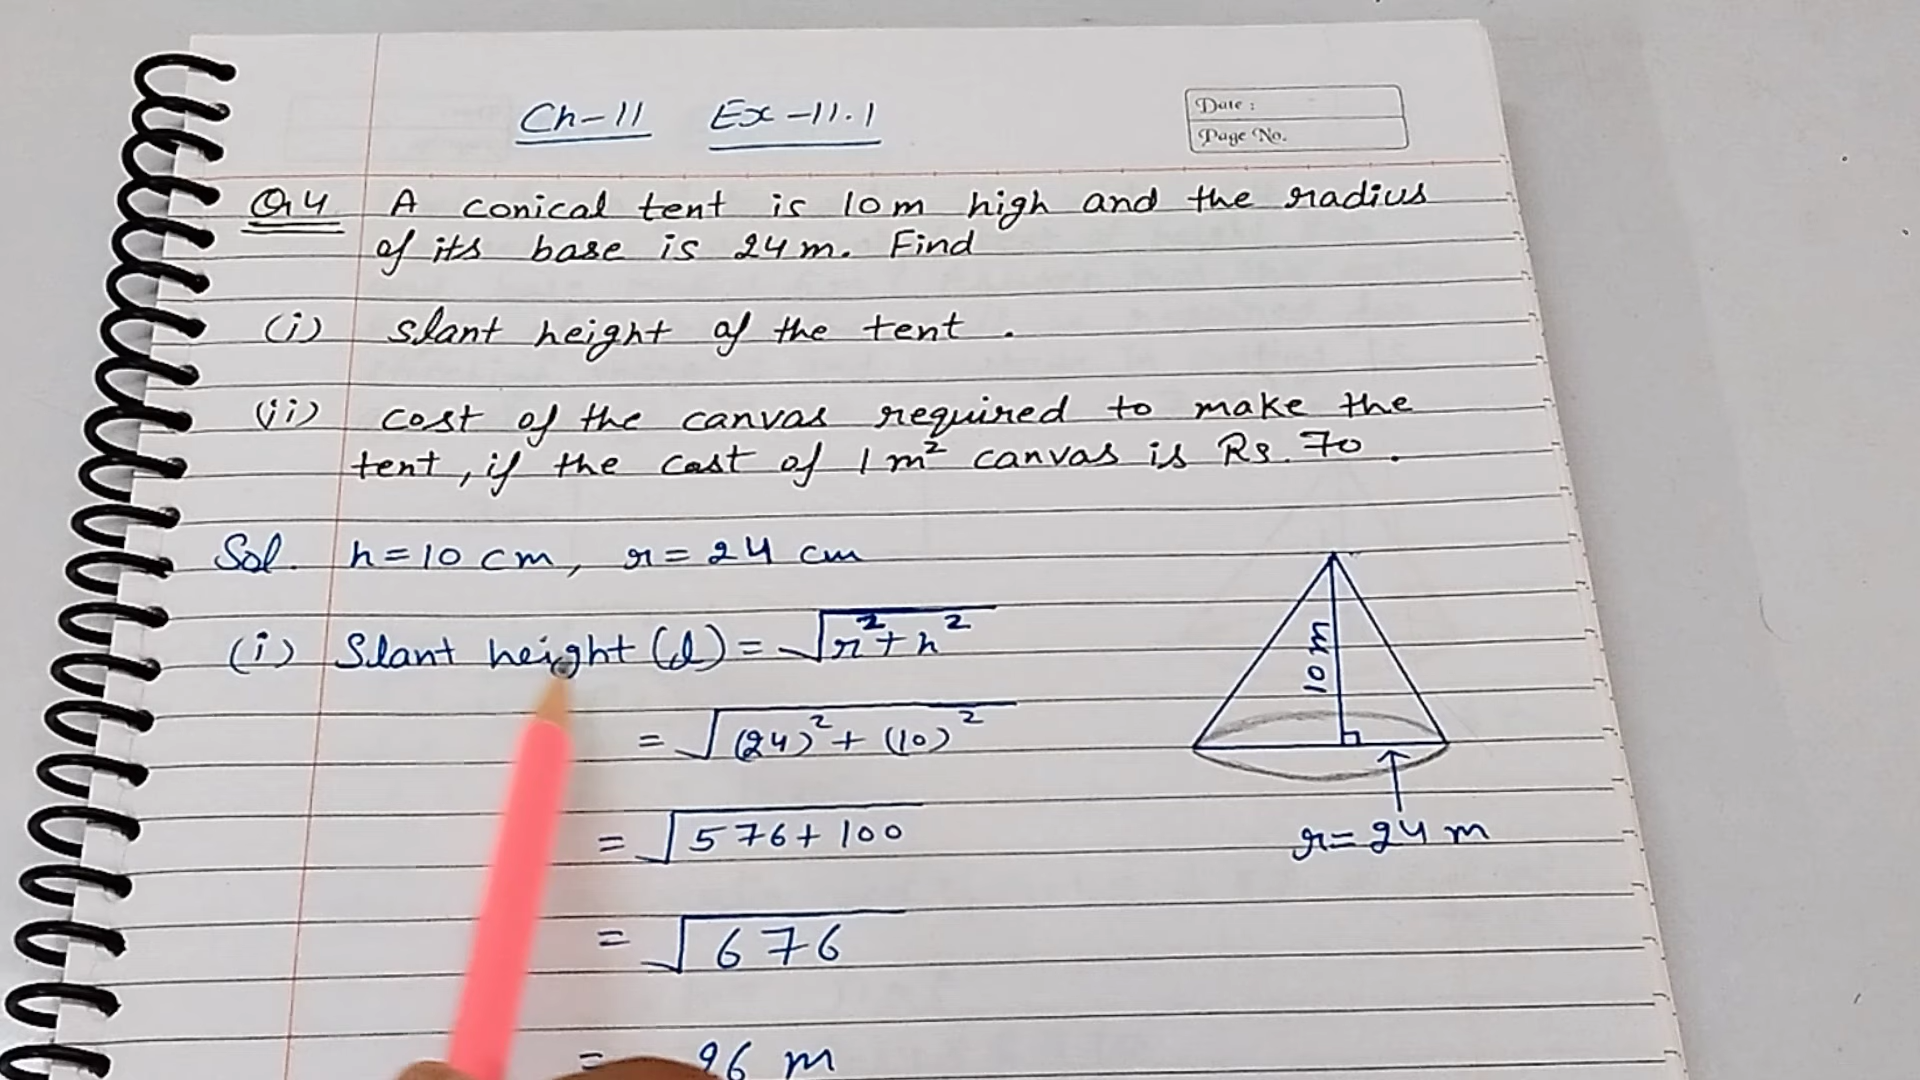 Ch-11 Ex-11.1
Date :
Page No.
Q4 A conical tent is 10m high and the radius
of its base is 24m. Find
(i) slant height of the tent.
(ii) cost of the canvas required to make the
tent, if the cost of 1m² canvas is Rs. 70.
Sol. h=10 cm, r=24 cm
(i) Slant height (l) = √r²+h²
= √(24)²+(10)²
= √576+100
= √676
= 26 m
10 m
r=24 m